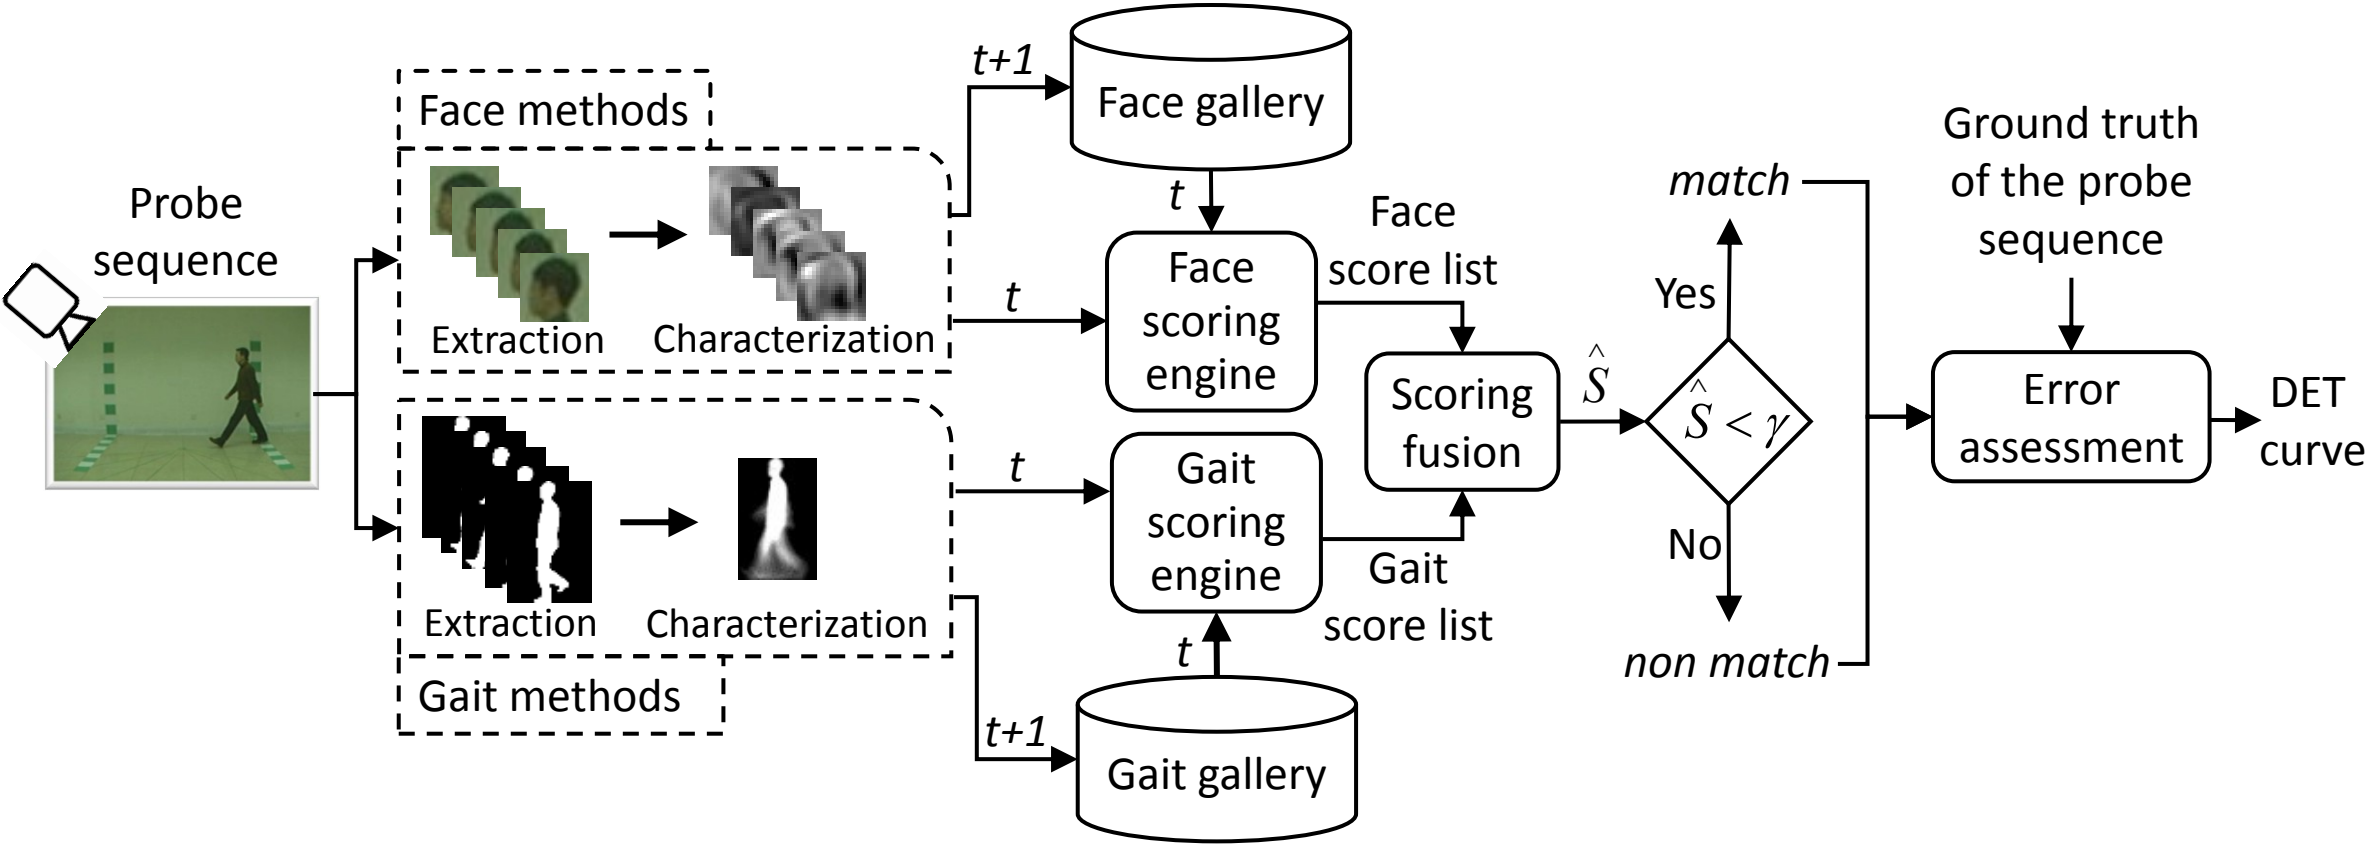 Probe
sequence
Face methods
Extraction
Characterization
Extraction
Characterization
Gait methods
t+1
Face gallery
t
t
Face
scoring
engine
Face
score list
t
Gait
scoring
engine
Gait
score list
t
t+1
Gait gallery
Scoring
fusion
Ŝ
Ŝ < γ
Yes
match
No
non match
Ground truth
of the probe
sequence
Error
assessment
DET
curve